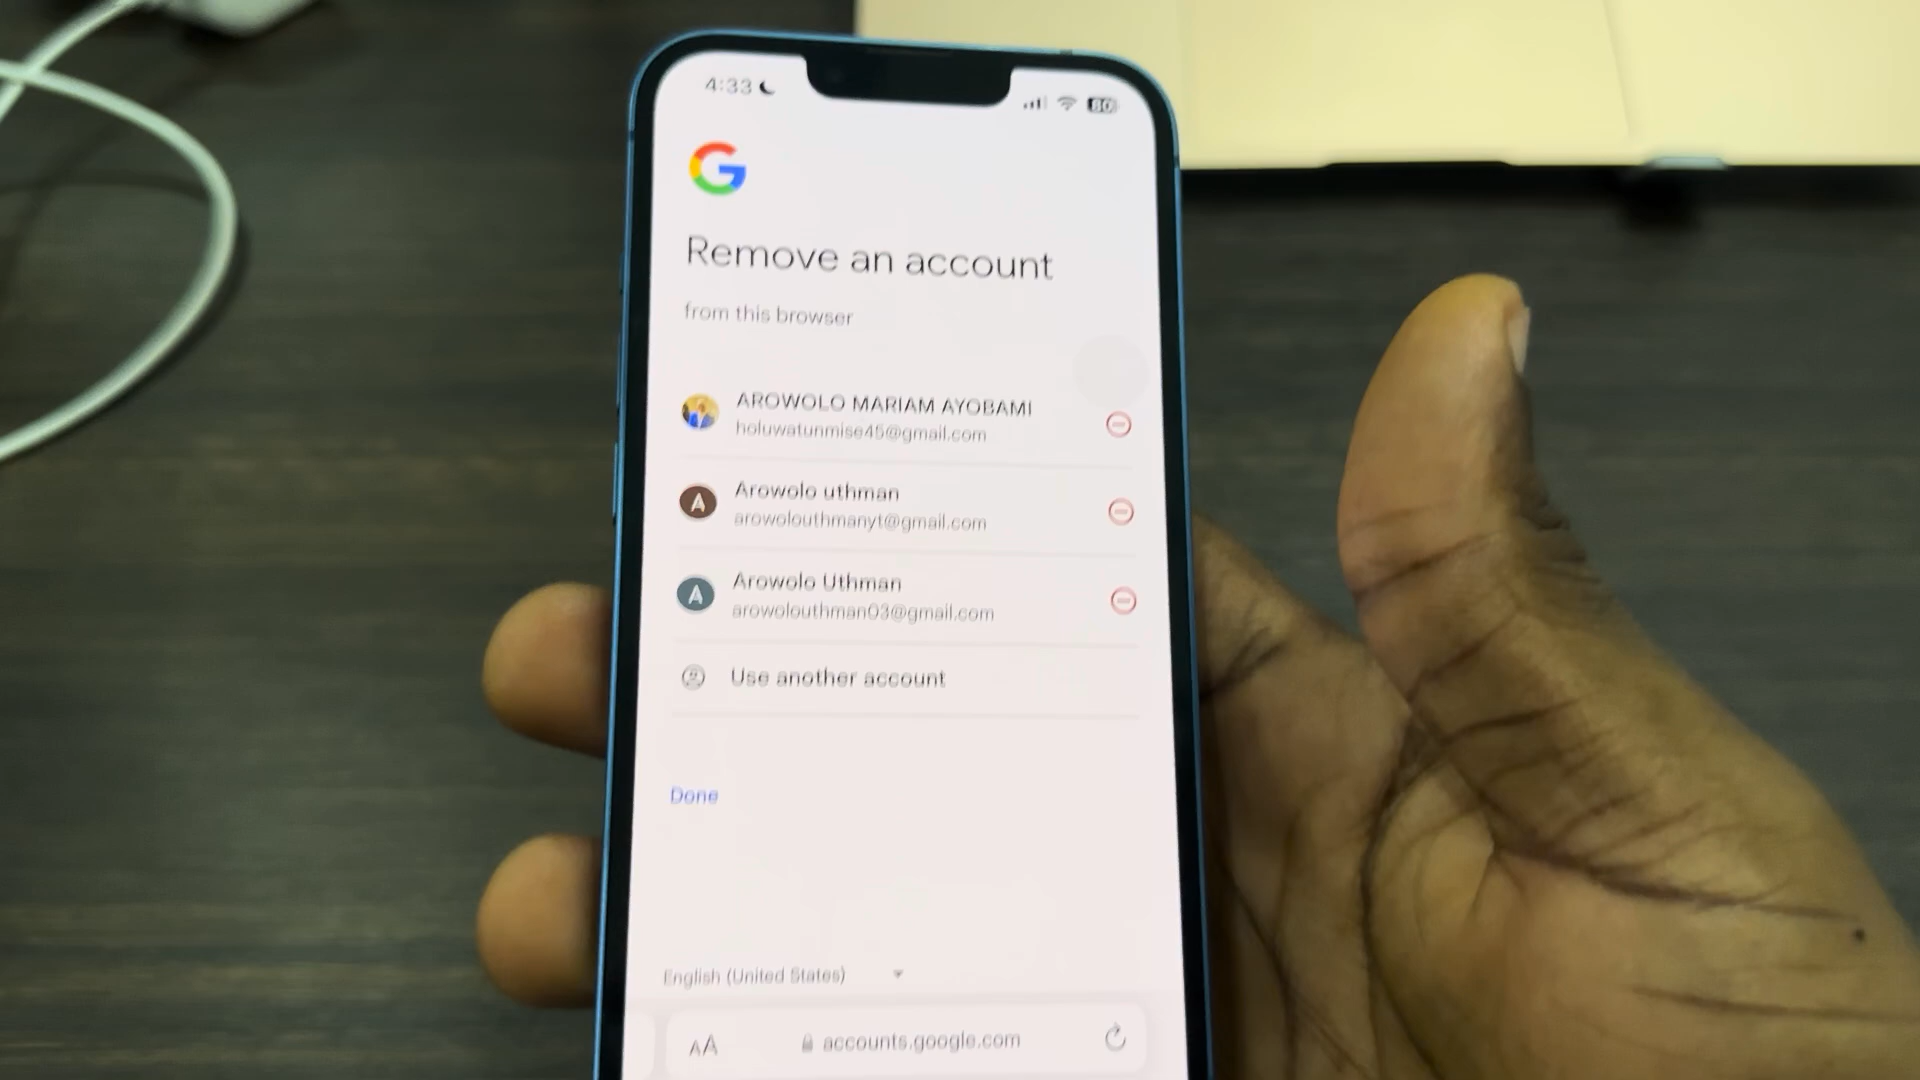 4:33
80
G
Remove an account
from this browser
AROWOLO MARIAM AYOBAMI
holuwatunmise45@gmail.com
A
Arowolo uthman
arowolouthmanyt@gmail.com
A
Arowolo Uthman
arowolouthman03@gmail.com
Use another account
Done
English (United States)
AA accounts.google.com